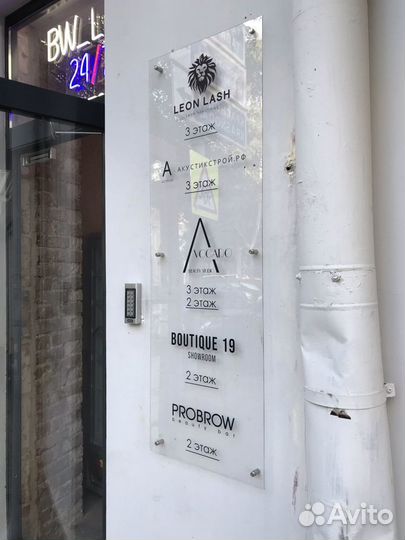 BW_L
24/
LEON LASH
3 этаж
А АКУСТИКСТРОЙ.РФ
3 этаж
AVOCADO
3 этаж
2 этаж
BOUTIQUE 19
SHOWROOM
2 этаж
PROBROW
beauty bar
2 этаж
Avito